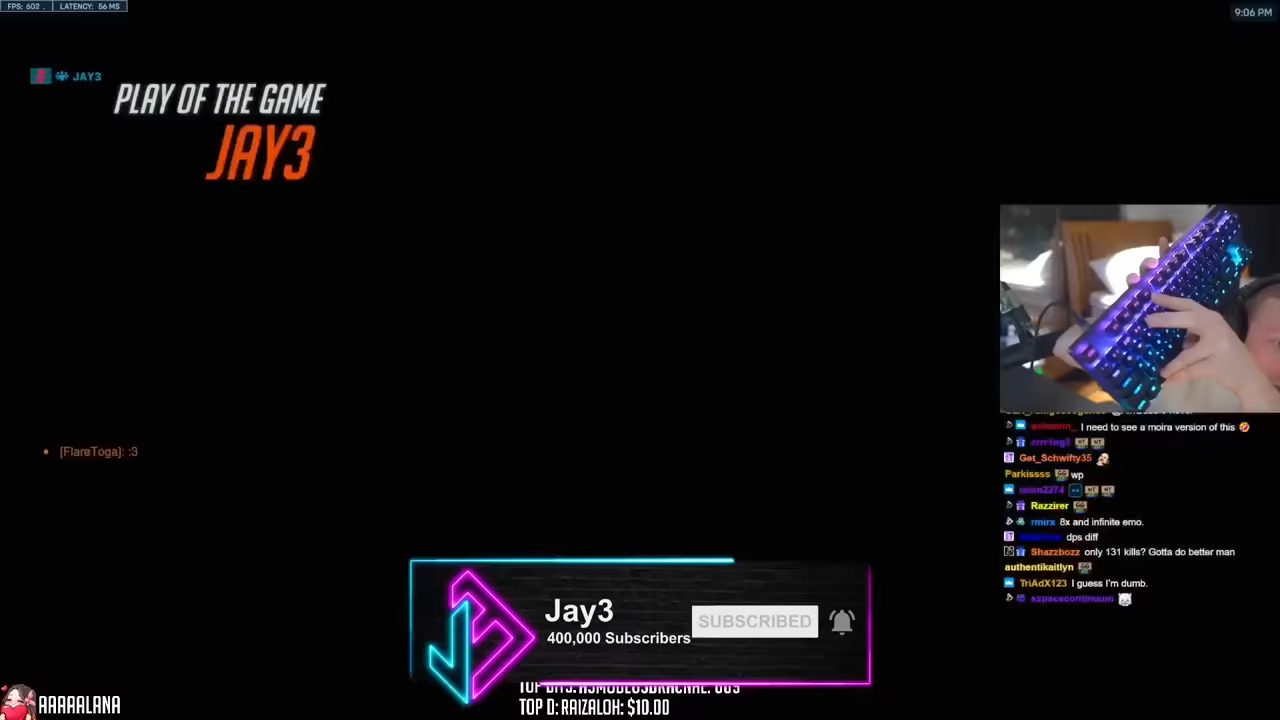 FPS: 602 . LATENCY: 56 MS
9:06 PM
JAY3
PLAY OF THE GAME
JAY3
I need to see a moira version of this
[FlareToga]: :3
Get_Schwifty35
Parkissss wp
Razzirer
rmirx 8x and infinite emo.
dps diff
Shazzbozz only 131 kills? Gotta do better man
authentikaitlyn
TriAdX123 I guess I'm dumb.
sspacecontinuum
Jay3
SUBSCRIBED
400,000 Subscribers
AAAAALANA
TOP D: RAIZALOH: $10.00